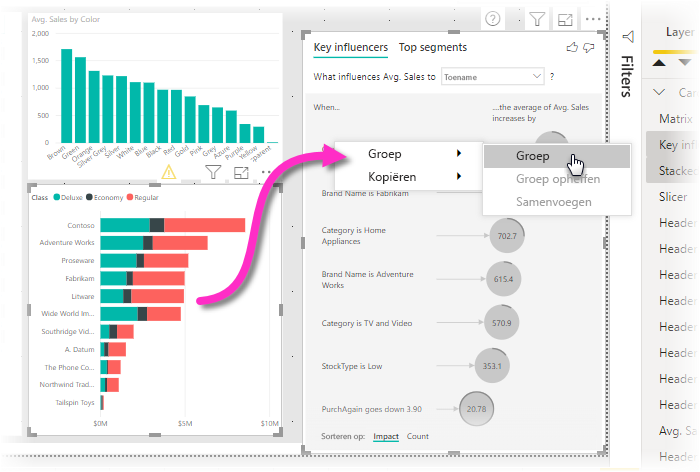 Avg. Sales by Color
2,000
1,500
1,000
500
0
Brown
Green
Orange
Silver Grey
Silver
White
Blue
Black
Red
Gold
Pink
Grey
Azure
Purple
Yellow
Class Deluxe Economy Regular
Contoso
Adventure Works
Proseware
Fabrikam
Litware
Wide World Im...
Southridge Vid...
A. Datum
The Phone Co...
Northwind Trad...
Tailspin Toys
$0M $5M $10M
Key influencers Top segments
What influences Avg. Sales to Toename ?
When...
....the average of Avg. Sales
increases by
Groep
Kopiëren
Groep
Groep opheffen
Samenvoegen
Brand Name is Fabrikam
Category is Home
Appliances
702.7
Brand Name is Adventure
Works
615.4
Category is TV and Video
570.9
StockType is Low
353.1
PurchAgain goes down 3.90
20.78
Sorteren op: Impact Count
Filters
Layer
Matrix
Key inf
Stacked
Slicer
Header
Header
Header
Header
Header
Header
Header
Header
Avg. Sa
Header